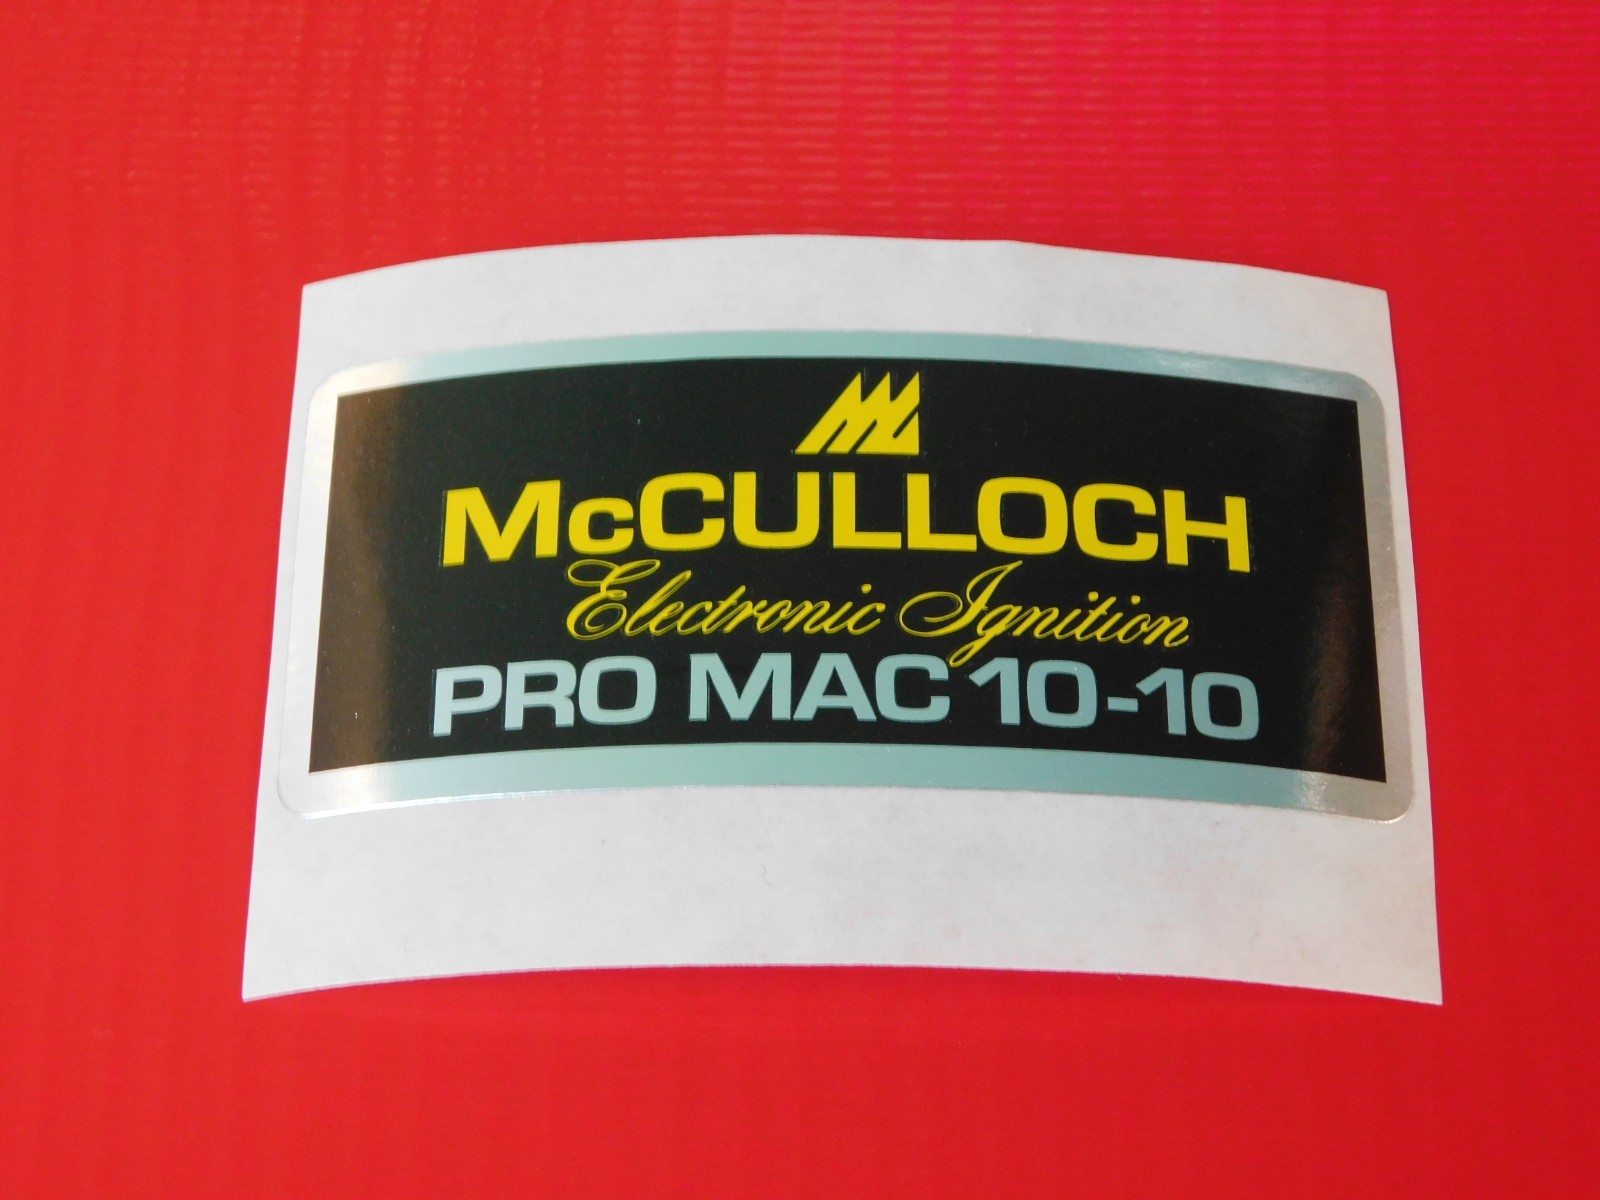 McCULLOCH
Electronic Ignition
PRO MAC 10-10